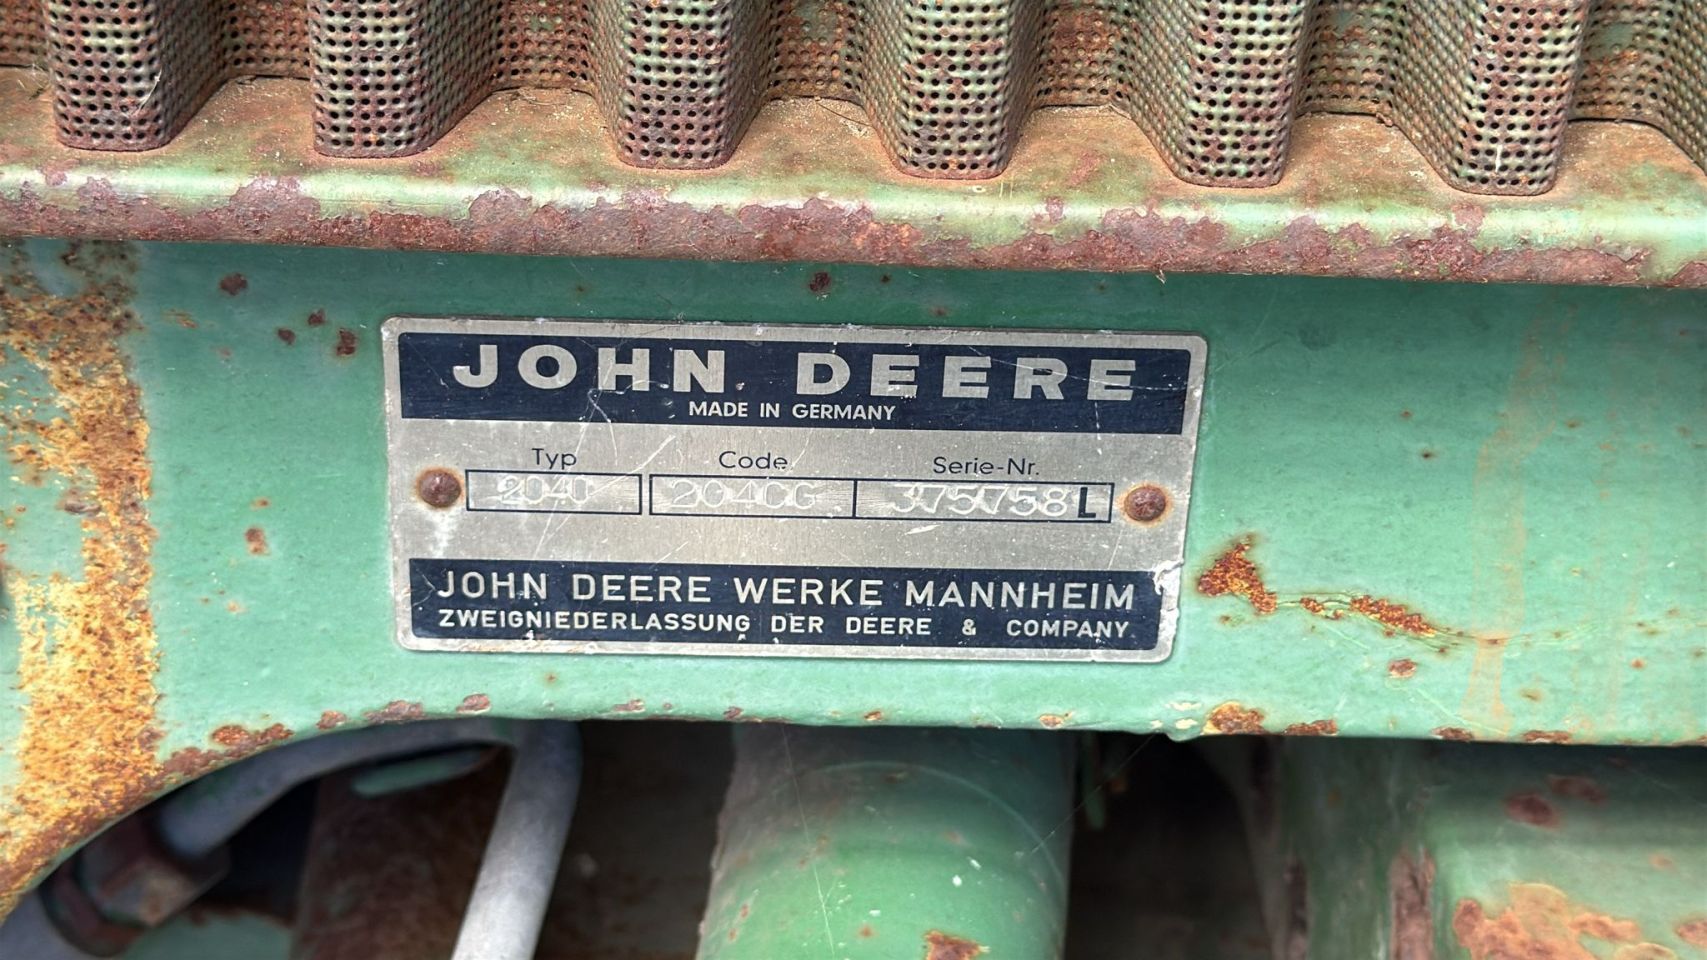 JOHN DEERE
MADE IN GERMANY
Typ Code Serie-Nr.
2040 2040G 375758L
JOHN DEERE WERKE MANNHEIM
ZWEIGNIEDERLASSUNG DER DEERE & COMPANY